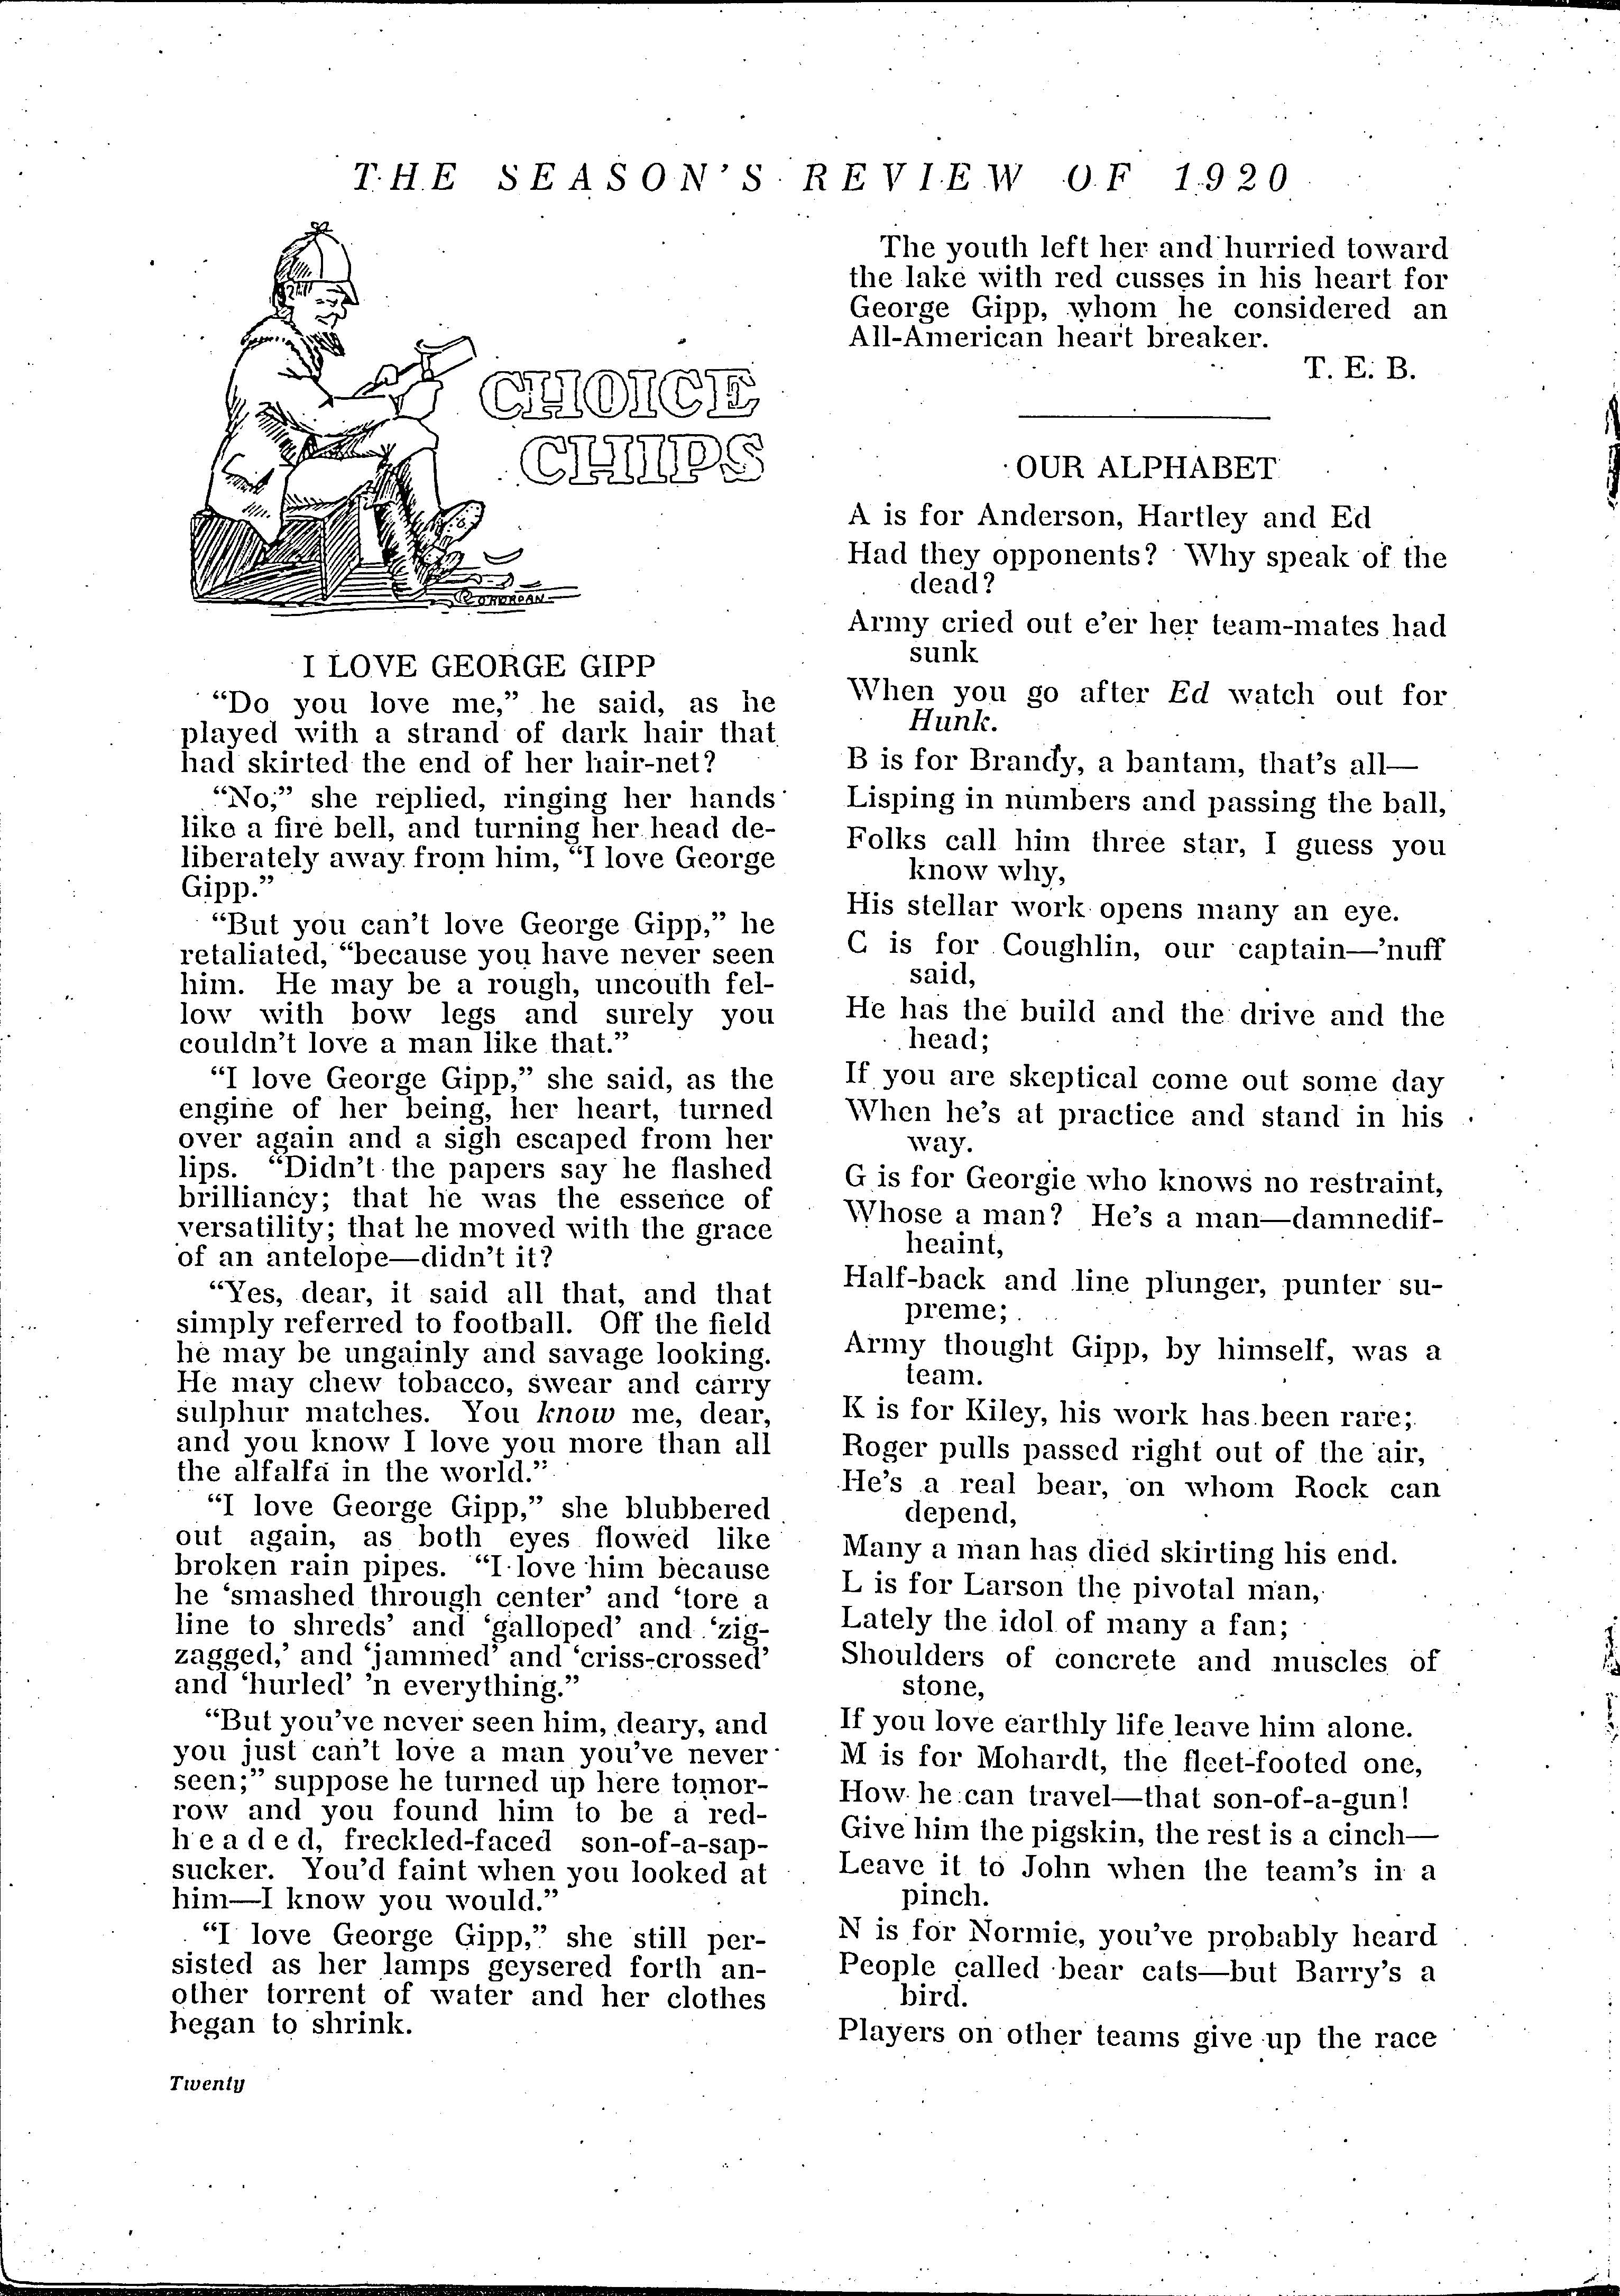 THE SEASON'S REVIEW OF 1920
CHOICE
CHIPS
I LOVE GEORGE GIPP
"Do you love me," he said, as he
played with a strand of dark hair that
had skirted the end of her hair-net?
"No," she replied, ringing her hands
like a fire bell, and turning her head de-
liberately away from him, "I love George
Gipp."
"But you can't love George Gipp," he
retaliated, "because you have never seen
him. He may be a rough, uncouth fel-
low with bow legs and surely you
couldn't love a man like that."
"I love George Gipp," she said, as the
engine of her being, her heart, turned
over again and a sigh escaped from her
lips. "Didn't the papers say he flashed
brilliancy; that he was the essence of
versatility; that he moved with the grace
of an antelope—didn't it?
"Yes, dear, it said all that, and that
simply referred to football. Off the field
he may be ungainly and savage looking.
He may chew tobacco, swear and carry
sulphur matches. You know me, dear,
and you know I love you more than all
the alfalfa in the world."
"I love George Gipp," she blubbered
out again, as both eyes flowed like
broken rain pipes. "I love him because
he 'smashed through center' and 'tore a
line to shreds' and 'galloped' and 'zig-
zagged,' and 'jammed' and 'criss-crossed'
and 'hurled' 'n everything."
"But you've never seen him, deary, and
you just can't love a man you've never
seen;" suppose he turned up here tomor-
row and you found him to be a red-
headed, freckled-faced son-of-a-sap-
sucker. You'd faint when you looked at
him—I know you would."
"I love George Gipp," she still per-
sisted as her lamps geysered forth an-
other torrent of water and her clothes
began to shrink.
Twenty
The youth left her and hurried toward
the lake with red cusses in his heart for
George Gipp, whom he considered an
All-American heart breaker.
T. E. B.
OUR ALPHABET
A is for Anderson, Hartley and Ed
Had they opponents? Why speak of the
dead?
Army cried out e'er her team-mates had
sunk
When you go after Ed watch out for
Hunk.
B is for Brandy, a bantam, that's all—
Lisping in numbers and passing the ball,
Folks call him three star, I guess you
know why,
His stellar work opens many an eye.
C is for Coughlin, our captain—'nuff
said,
He has the build and the drive and the
head;
If you are skeptical come out some day
When he's at practice and stand in his
way.
G is for Georgie who knows no restraint,
Whose a man? He's a man—damnedif-
heaint,
Half-back and line plunger, punter su-
preme;
Army thought Gipp, by himself, was a
team.
K is for Kiley, his work has been rare;
Roger pulls passed right out of the air,
He's a real bear, on whom Rock can
depend,
Many a man has died skirting his end.
L is for Larson the pivotal man,
Lately the idol of many a fan;
Shoulders of concrete and muscles of
stone,
If you love earthly life leave him alone.
M is for Mohardt, the fleet-footed one,
How he can travel—that son-of-a-gun!
Give him the pigskin, the rest is a cinch—
Leave it to John when the team's in a
pinch.
N is for Normie, you've probably heard
People called bear cats—but Barry's a
bird.
Players on other teams give up the race